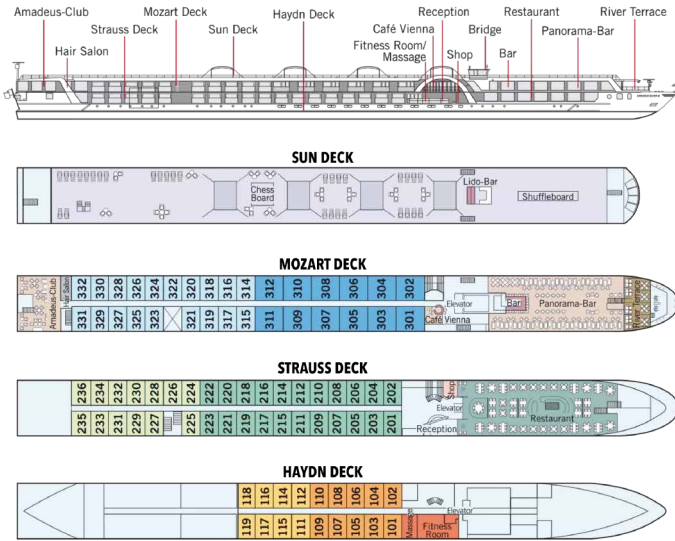 Amadeus-Club
Mozart Deck
Haydn Deck
Reception
Restaurant
River Terrace
Strauss Deck
Sun Deck
Café Vienna
Bridge
Panorama-Bar
Hair Salon
Fitness Room/
Massage
Shop
Bar
SUN DECK
Chess
Board
Lido-Bar
Shuffleboard
MOZART DECK
Amadeus-Club
Hair Salon
332 330 328 326 324 322 320 318 316 314 312 310 308 306 304 302
331 329 327 325 323 321 319 317 315 311 309 307 305 303 301
Elevator
Café Vienna
Bar
Panorama-Bar
River Terrace
STRAUSS DECK
236 234 232 230 228 226 224 222 220 218 216 214 212 210 208 206 204 202
235 233 231 229 227 225 223 221 219 217 215 211 209 207 205 203 201
Shop
Elevator
Reception
Restaurant
HAYDN DECK
118 116 114 112 110 108 106 104 102
119 117 115 111 109 107 105 103 101
Massage
Fitness
Room
Elevator